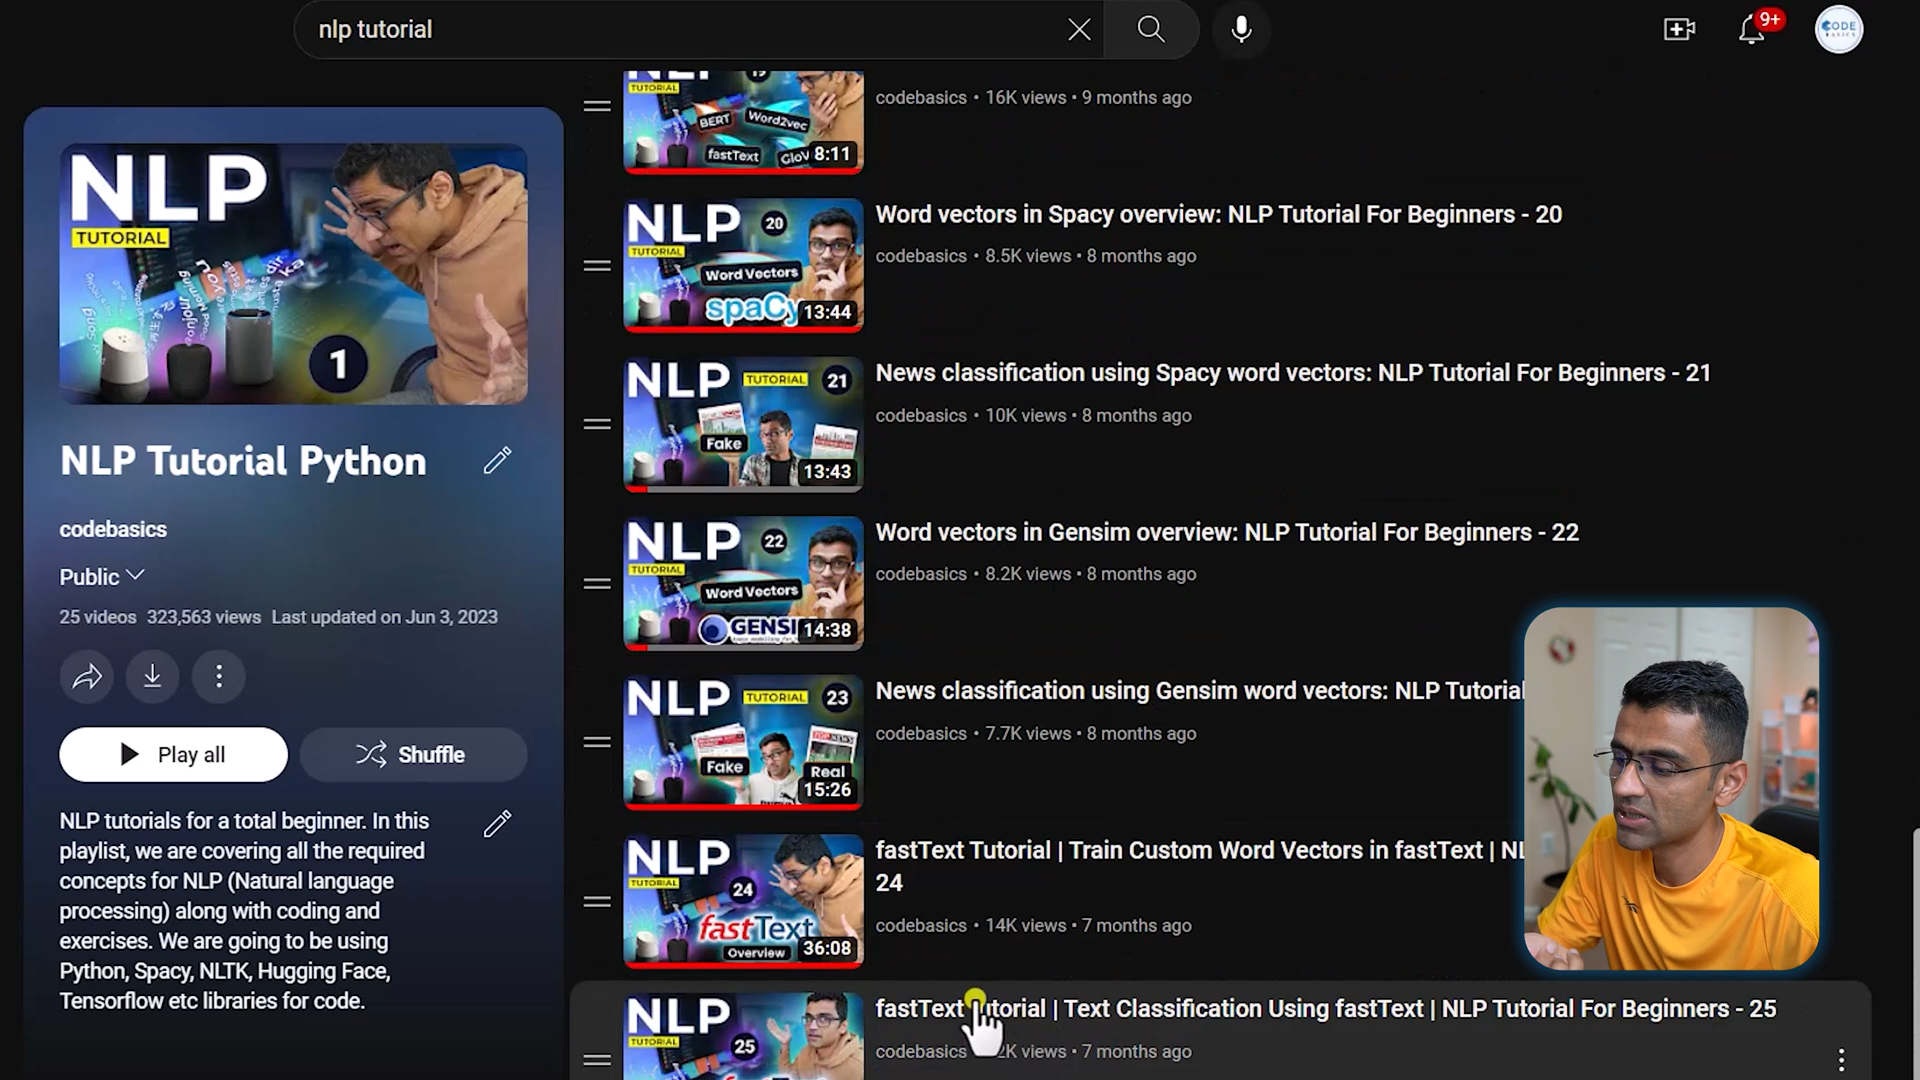 nlp tutorial
9+
CODE
BASICS
NLP
TUTORIAL
1
NLP Tutorial Python
codebasics
Public
25 videos 323,563 views Last updated on Jun 3, 2023
Play all
Shuffle
NLP tutorials for a total beginner. In this
playlist, we are covering all the required
concepts for NLP (Natural language
processing) along with coding and
exercises. We are going to be using
Python, Spacy, NLTK, Hugging Face,
Tensorflow etc libraries for code.
NLP
19
TUTORIAL
BERT
Word2vec
fastText
8:11
codebasics • 16K views • 9 months ago
NLP
20
TUTORIAL
Word Vectors
spaCy
13:44
Word vectors in Spacy overview: NLP Tutorial For Beginners - 20
codebasics • 8.5K views • 8 months ago
NLP
TUTORIAL
21
Fake
13:43
News classification using Spacy word vectors: NLP Tutorial For Beginners - 21
codebasics • 10K views • 8 months ago
NLP
22
TUTORIAL
Word Vectors
GENSI
14:38
Word vectors in Gensim overview: NLP Tutorial For Beginners - 22
codebasics • 8.2K views • 8 months ago
NLP
TUTORIAL
23
Fake
Real
15:26
News classification using Gensim word vectors: NLP Tutorial
codebasics • 7.7K views • 8 months ago
NLP
TUTORIAL
24
fastText
Overview
36:08
fastText Tutorial | Train Custom Word Vectors in fastText | NL
24
codebasics • 14K views • 7 months ago
NLP
TUTORIAL
25
fastText utorial | Text Classification Using fastText | NLP Tutorial For Beginners - 25
codebasics 2K views • 7 months ago